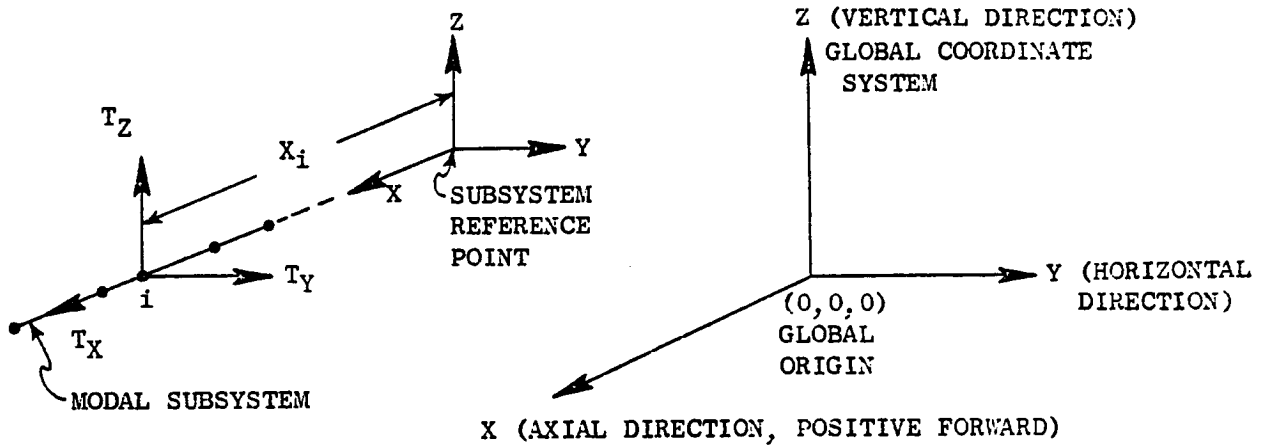 Z
T_Z
X_i
Y
X
SUBSYSTEM
REFERENCE
POINT
T_Y
i
T_X
MODAL SUBSYSTEM
Z (VERTICAL DIRECTION)
GLOBAL COORDINATE
SYSTEM
Y (HORIZONTAL
DIRECTION)
(0,0,0)
GLOBAL
ORIGIN
X (AXIAL DIRECTION, POSITIVE FORWARD)